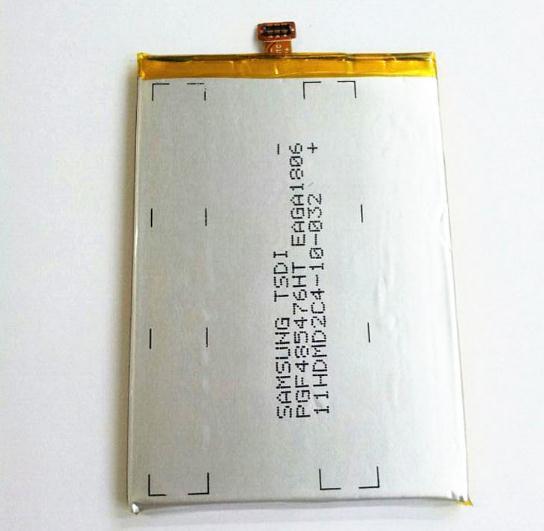 SAMSUNG TSDI -
PGF485476HT EAGA1806
11HDMD2C4-10-032 +